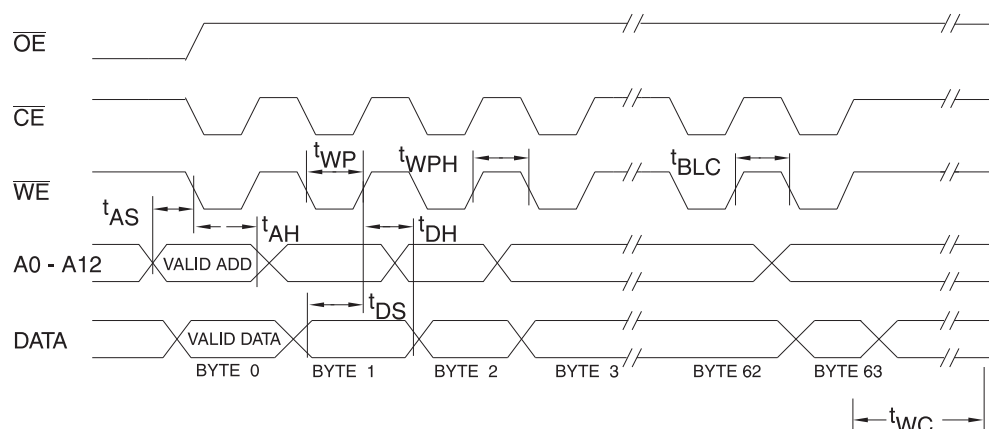 OE
CE
tWP
tWPH
tBLC
WE
tAS
tAH
tDH
A0 - A12
VALID ADD
tDS
DATA
VALID DATA
BYTE 0
BYTE 1
BYTE 2
BYTE 3
BYTE 62
BYTE 63
tWC